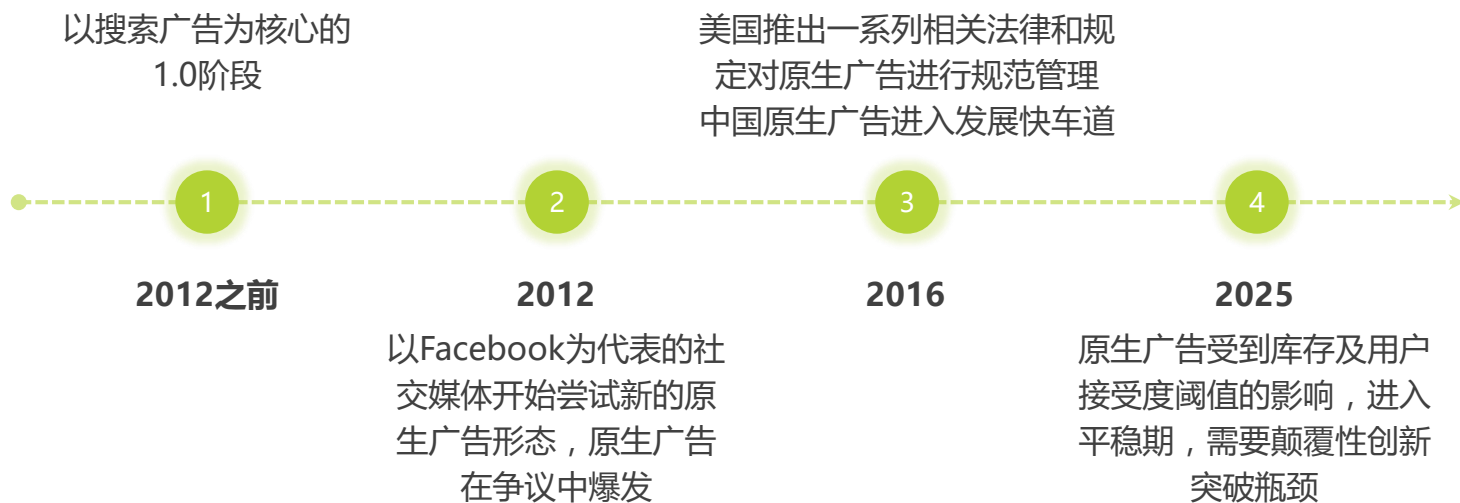 以搜索广告为核心的
1.0阶段
美国推出一系列相关法律和规
定对原生广告进行规范管理
中国原生广告进入发展快车道
1
2
3
4
2012之前
2012
2016
2025
以Facebook为代表的社
交媒体开始尝试新的原
生广告形态，原生广告
在争议中爆发
原生广告受到库存及用户
接受度阈值的影响，进入
平稳期，需要颠覆性创新
突破瓶颈